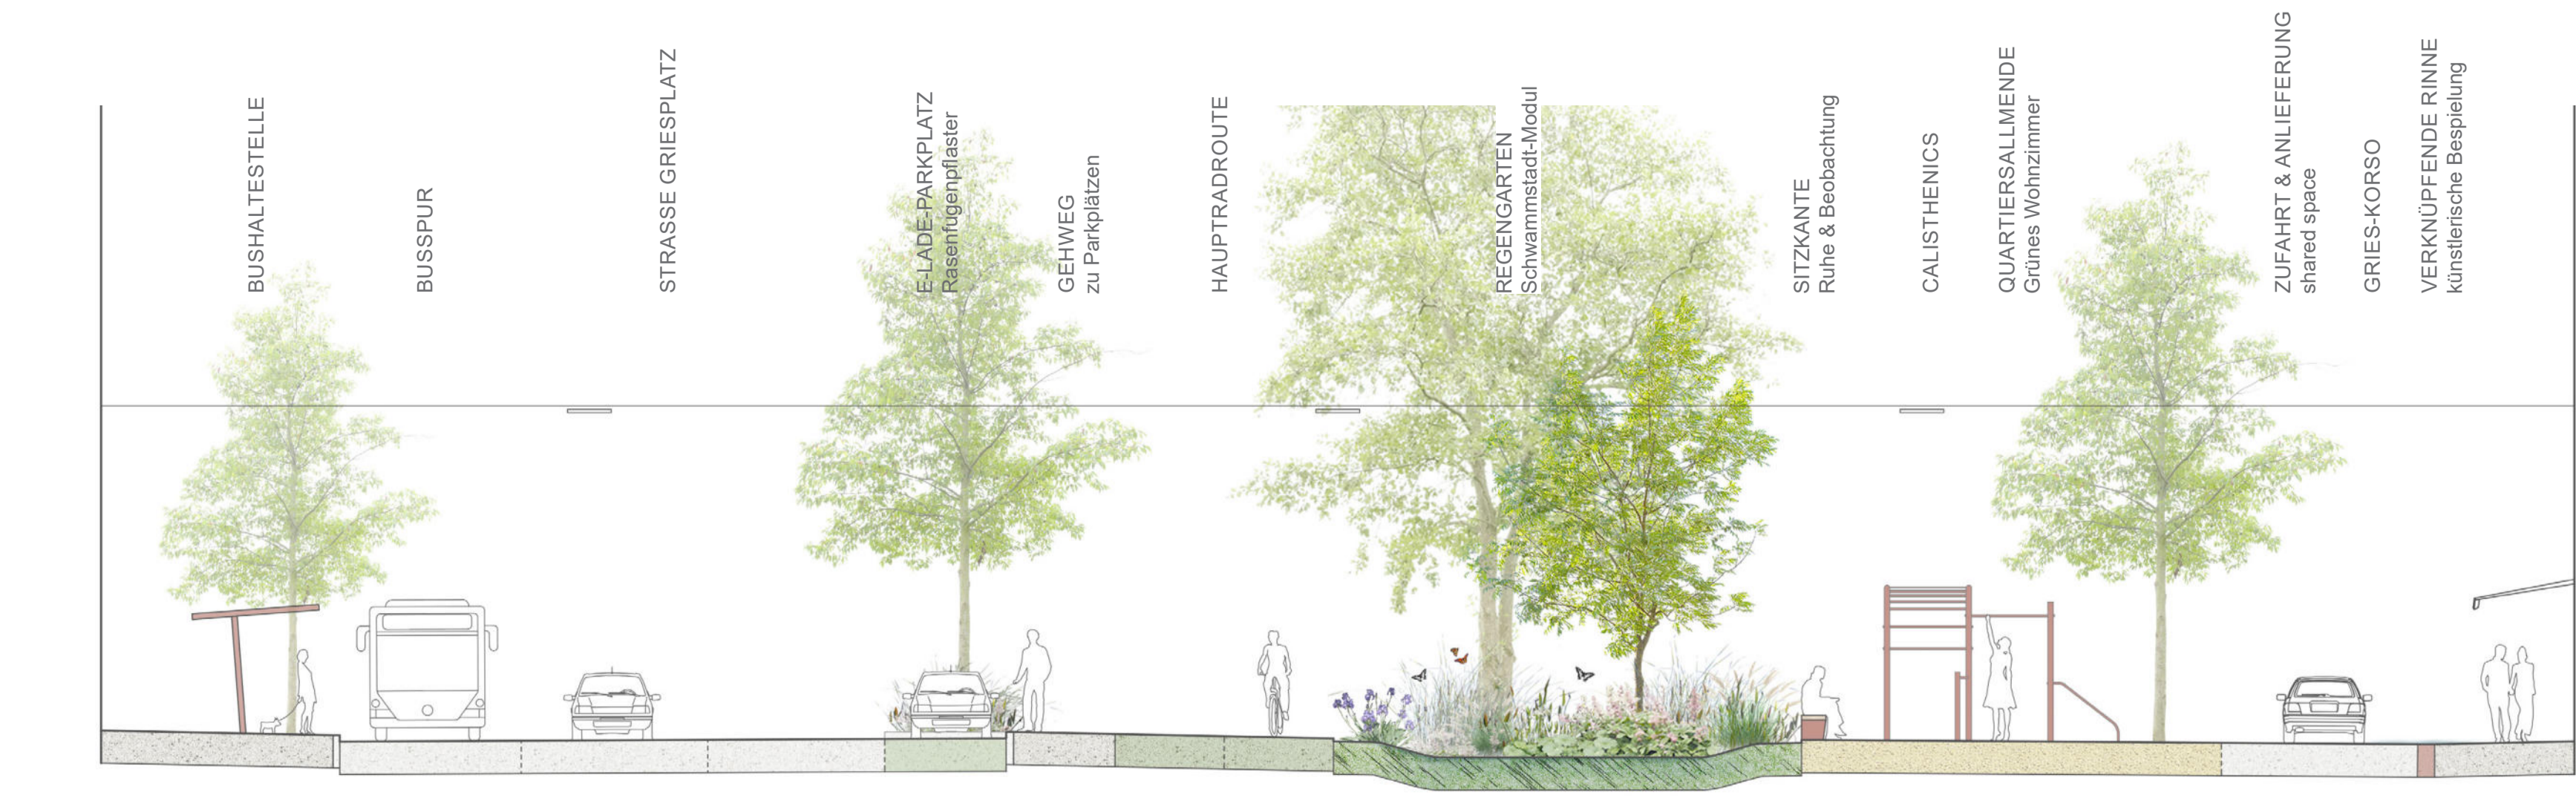 BUSHALTESTELLE
BUSSPUR
STRASSE GRIESPLATZ
E-LADE-PARKPLATZ
Rasenfugenpflaster
GEHWEG
zu Parkplätzen
HAUPTRADROUTE
REGENGARTEN
Schwammstadt-Modul
SITZKANTE
Ruhe & Beobachtung
CALISTHENICS
QUARTIERSALLMENDE
Grünes Wohnzimmer
ZUFAHRT & ANLIEFERUNG
shared space
GRIES-KORSO
VERKNÜPFENDE RINNE
künstlerische Bespielung